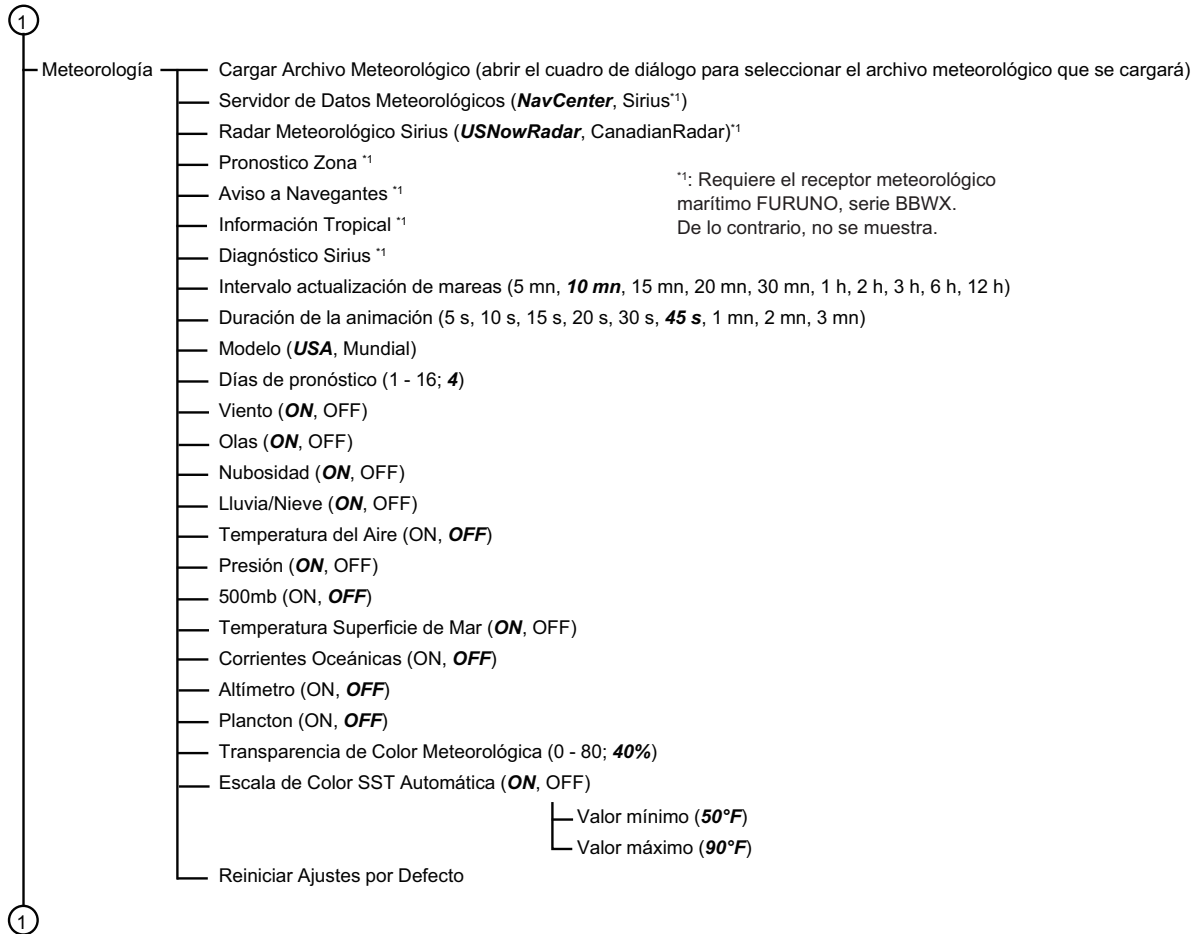 1
Meteorología
Cargar Archivo Meteorológico (abrir el cuadro de diálogo para seleccionar el archivo meteorológico que se cargará)
Servidor de Datos Meteorológicos (NavCenter, Sirius*1)
Radar Meteorológico Sirius (USNowRadar, CanadianRadar)*1
Pronostico Zona *1
Aviso a Navegantes *1
Información Tropical *1
Diagnóstico Sirius *1
*1: Requiere el receptor meteorológico
marítimo FURUNO, serie BBWX.
De lo contrario, no se muestra.
Intervalo actualización de mareas (5 mn, 10 mn, 15 mn, 20 mn, 30 mn, 1 h, 2 h, 3 h, 6 h, 12 h)
Duración de la animación (5 s, 10 s, 15 s, 20 s, 30 s, 45 s, 1 mn, 2 mn, 3 mn)
Modelo (USA, Mundial)
Días de pronóstico (1 - 16; 4)
Viento (ON, OFF)
Olas (ON, OFF)
Nubosidad (ON, OFF)
Lluvia/Nieve (ON, OFF)
Temperatura del Aire (ON, OFF)
Presión (ON, OFF)
500mb (ON, OFF)
Temperatura Superficie de Mar (ON, OFF)
Corrientes Oceánicas (ON, OFF)
Altímetro (ON, OFF)
Plancton (ON, OFF)
Transparencia de Color Meteorológica (0 - 80; 40%)
Escala de Color SST Automática (ON, OFF)
Valor mínimo (50°F)
Valor máximo (90°F)
Reiniciar Ajustes por Defecto
1